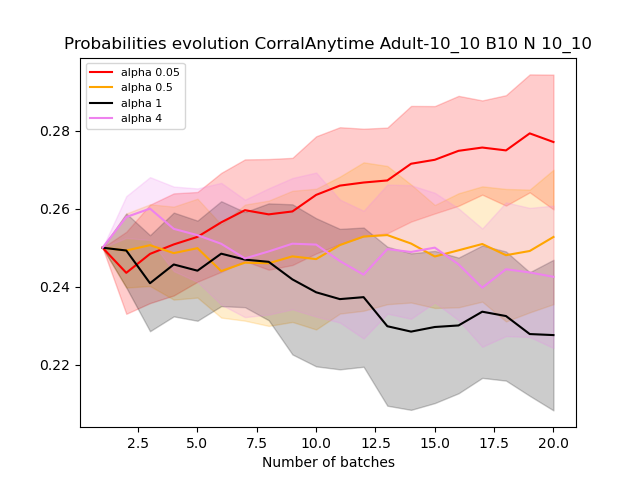 Probabilities evolution CorralAnytime Adult-10_10 B10 N 10_10
alpha 0.05
alpha 0.5
alpha 1
alpha 4
0.28
0.26
0.24
0.22
2.5 5.0 7.5 10.0 12.5 15.0 17.5 20.0
Number of batches